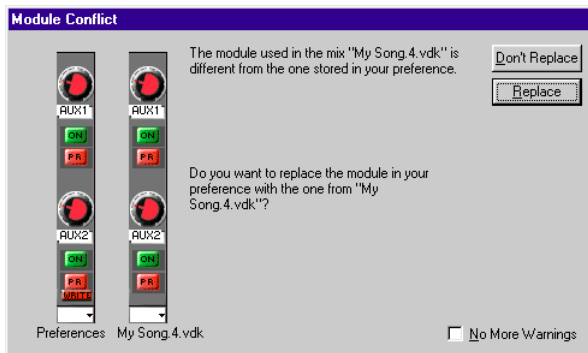 Module Conflict
The module used in the mix "My Song.4.vdk" is
different from the one stored in your preference.
Don't Replace
Replace
AUX1 AUX1
ON ON
PR PR
Do you want to replace the module in your
preference with the one from "My
Song.4.vdk"?
AUX2 AUX2
ON ON
PR PR
WRITE
Preferences My Song.4.vdk
No More Warnings